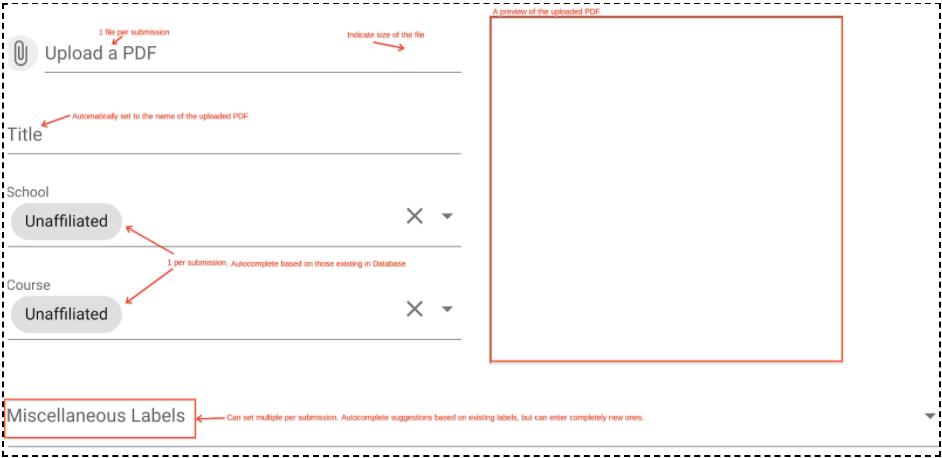 A preview of the uploaded PDF
1 file per submission
Indicate size of the file
Upload a PDF
Automatically set to the name of the uploaded PDF
Title
School
Unaffiliated
1 per submission. Autocomplete based on those existing in Database
Course
Unaffiliated
Miscellaneous Labels
Can set multiple per submission. Autocomplete suggestions based on existing labels, but can enter completely new ones.